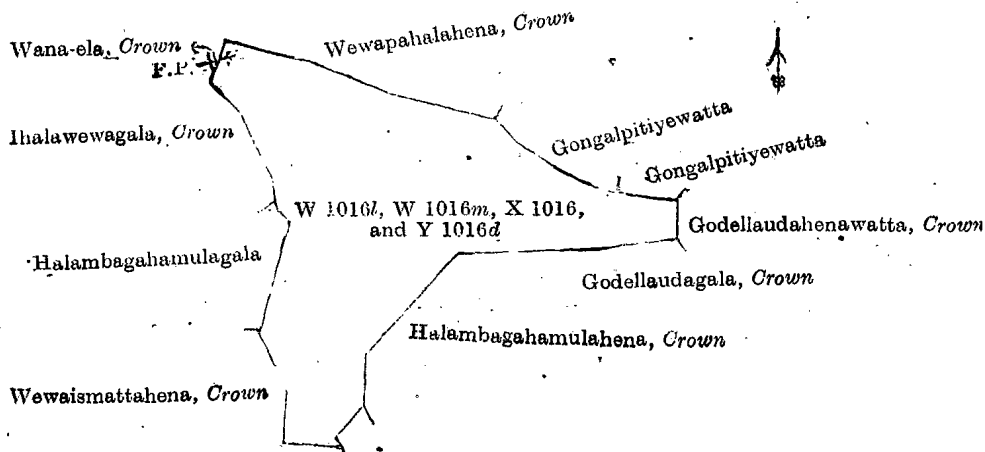 Wewapahalahena, Crown
Wana-ela, Crown
F.P.
Ihalawewagala, Crown
Gongalpitiyewatta
Gongalpitiyewatta
W 1016l, W 1016m, X 1016,
and Y 1016d
Godellaudahenawatta, Crown
Halambagahamulagala
Godellaudagala, Crown
Halambagahamulahena, Crown
Wewaismattahena, Crown